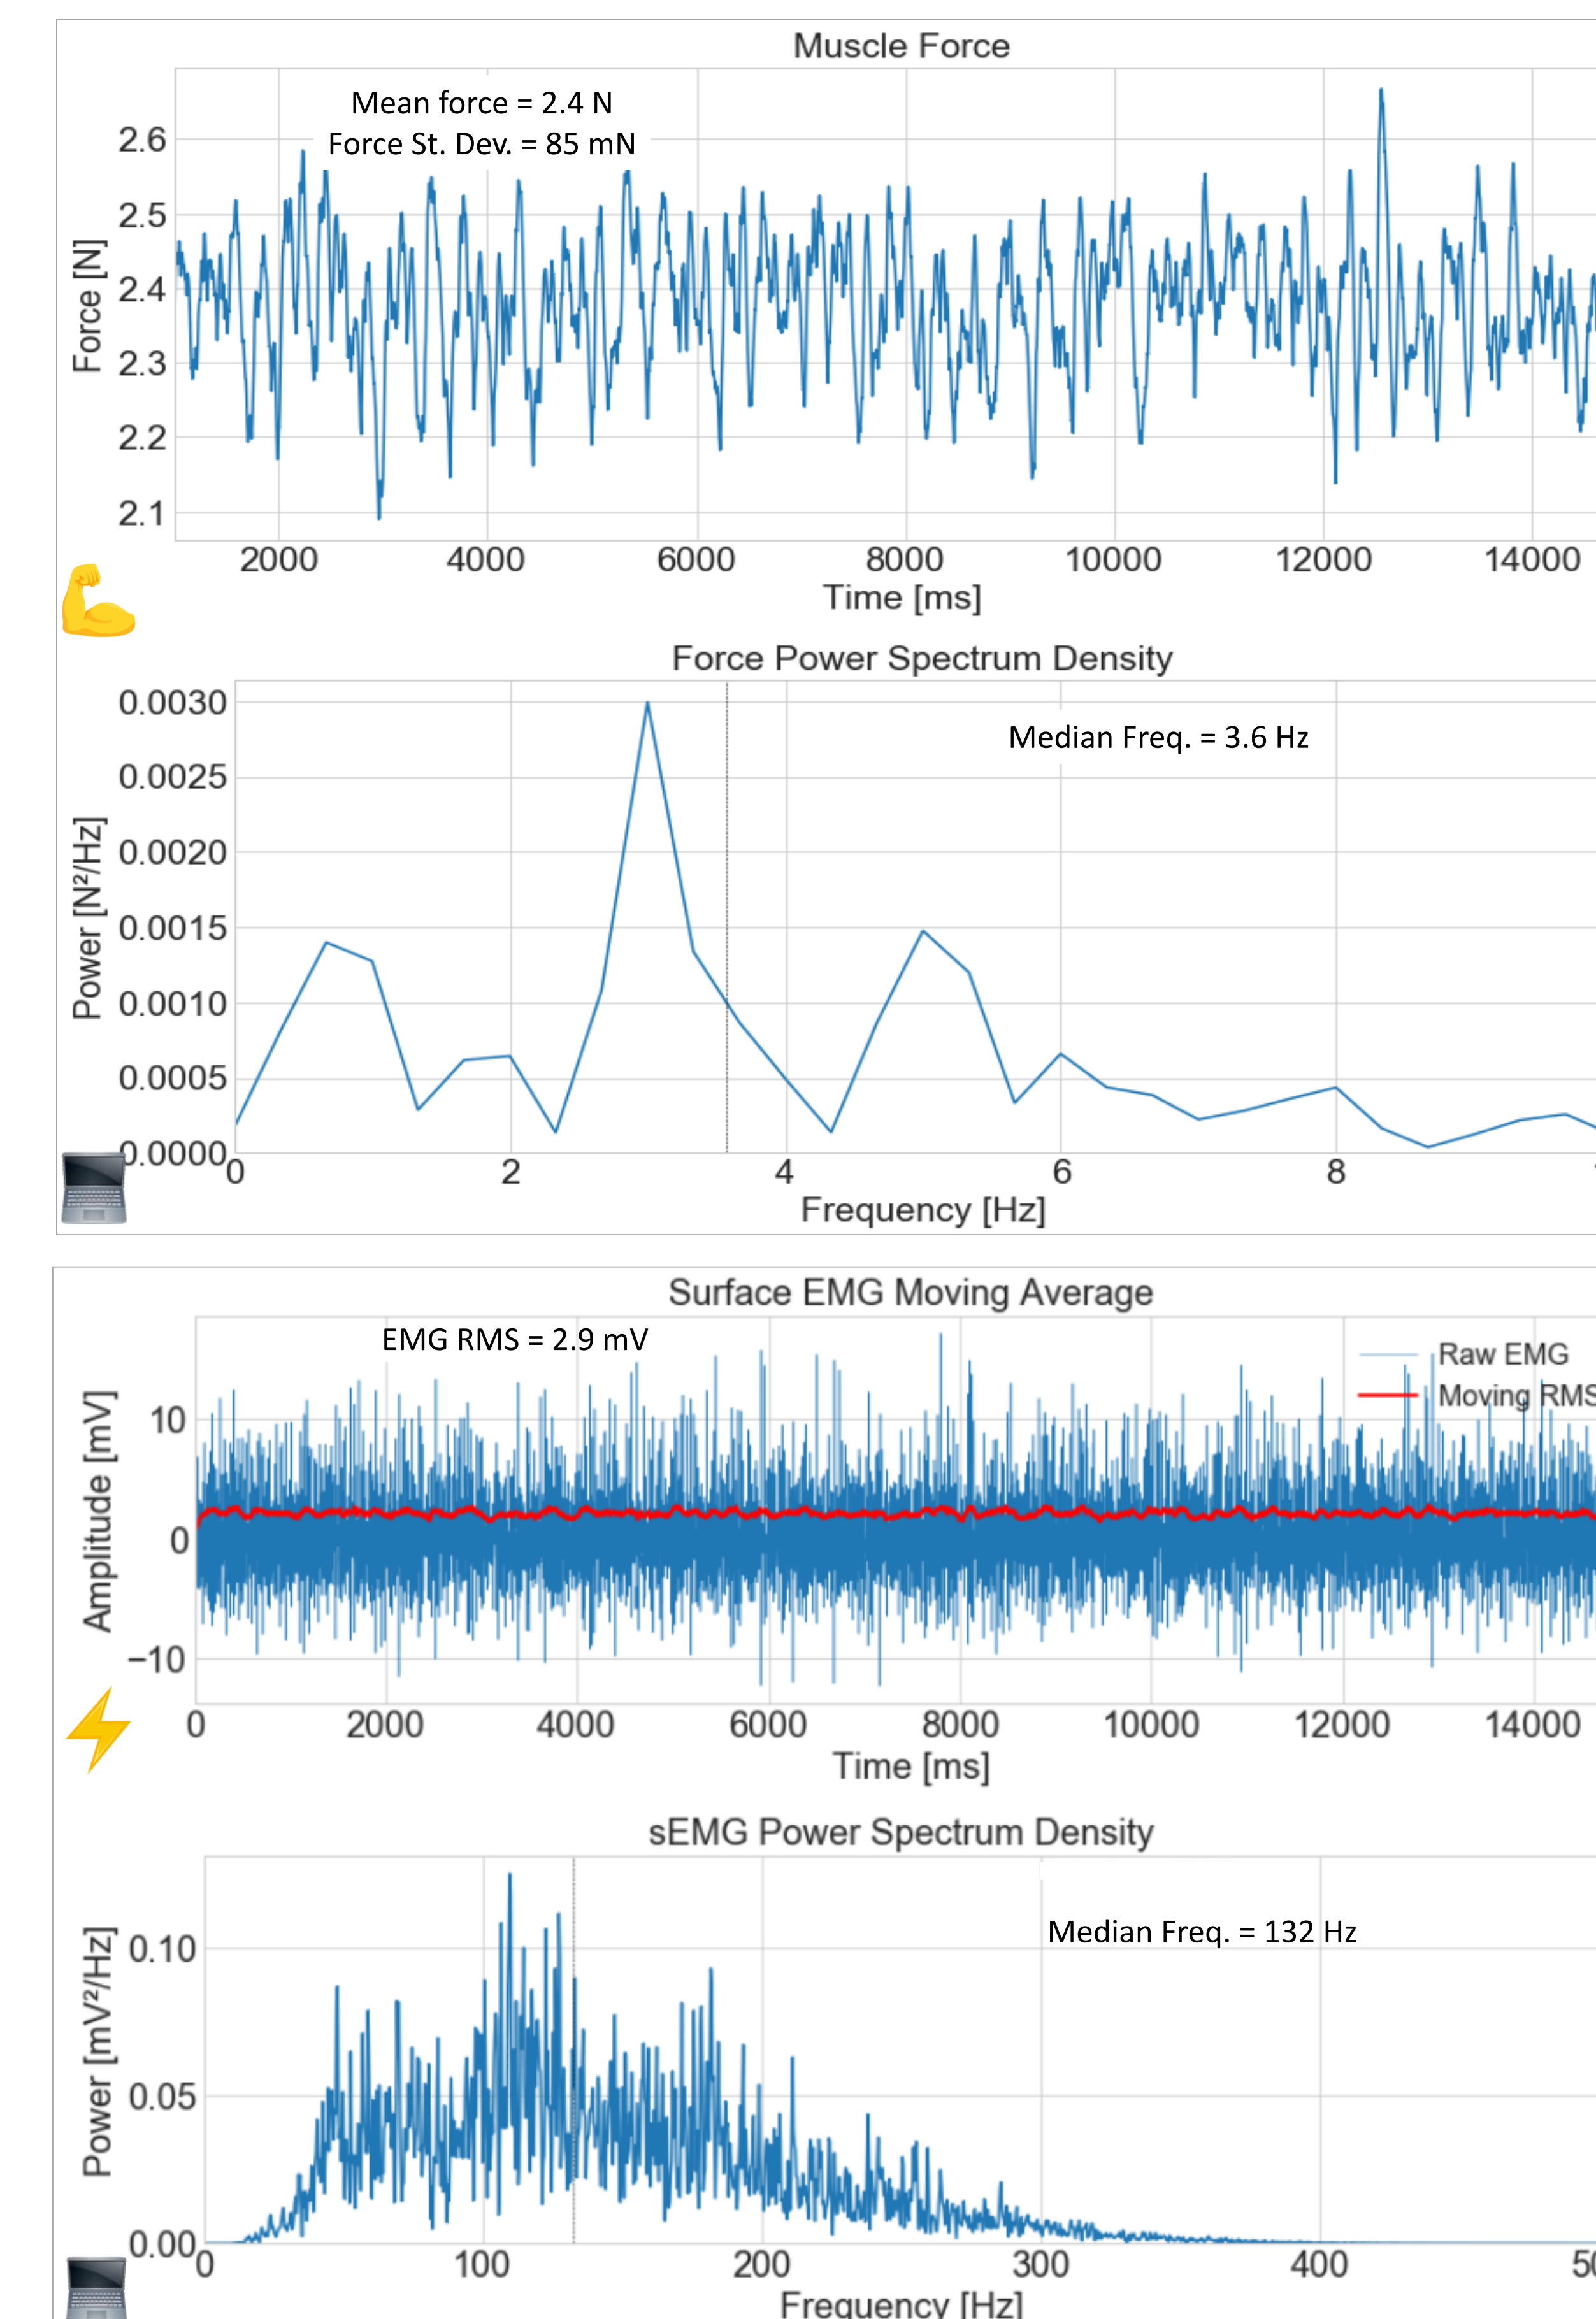 Muscle Force
Mean force = 2.4 N
Force St. Dev. = 85 mN
Force [N]
2.6
2.5
2.4
2.3
2.2
2.1
2000 4000 6000 8000 10000 12000 14000
Time [ms]
Force Power Spectrum Density
Median Freq. = 3.6 Hz
Power [N²/Hz]
0.0030
0.0025
0.0020
0.0015
0.0010
0.0005
0.0000
0 2 4 6 8
Frequency [Hz]
Surface EMG Moving Average
EMG RMS = 2.9 mV
Raw EMG
Moving RMS
Amplitude [mV]
10
0
−10
0 2000 4000 6000 8000 10000 12000 14000
Time [ms]
sEMG Power Spectrum Density
Median Freq. = 132 Hz
Power [mV²/Hz]
0.10
0.05
0.00
0 100 200 300 400
Frequency [Hz]